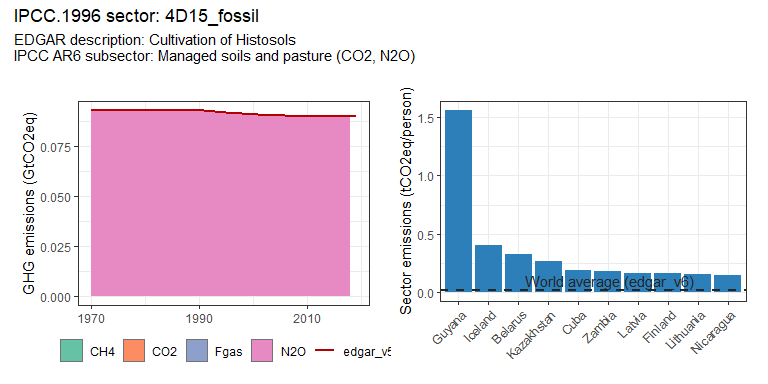 IPCC.1996 sector: 4D15_fossil
EDGAR description: Cultivation of Histosols
IPCC AR6 subsector: Managed soils and pasture (CO2, N2O)
GHG emissions (GtCO2eq)
0.075
0.050
0.025
0.000
1970
1990
2010
CH4
CO2
Fgas
N2O
edgar_v5
Sector emissions (tCO2eq/person)
1.5
1.0
0.5
0.0
World average (edgar_v6)
Guyana
Iceland
Belarus
Kazakhstan
Cuba
Zambia
Latvia
Finland
Lithuania
Nicaragua